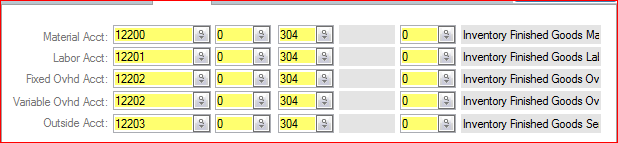 Material Acct: 12200 0 304 0 Inventory Finished Goods Ma
Labor Acct: 12201 0 304 0 Inventory Finished Goods Lal
Fixed Ovhd Acct: 12202 0 304 0 Inventory Finished Goods Ov
Variable Ovhd Acct: 12202 0 304 0 Inventory Finished Goods Ov
Outside Acct: 12203 0 304 0 Inventory Finished Goods Se